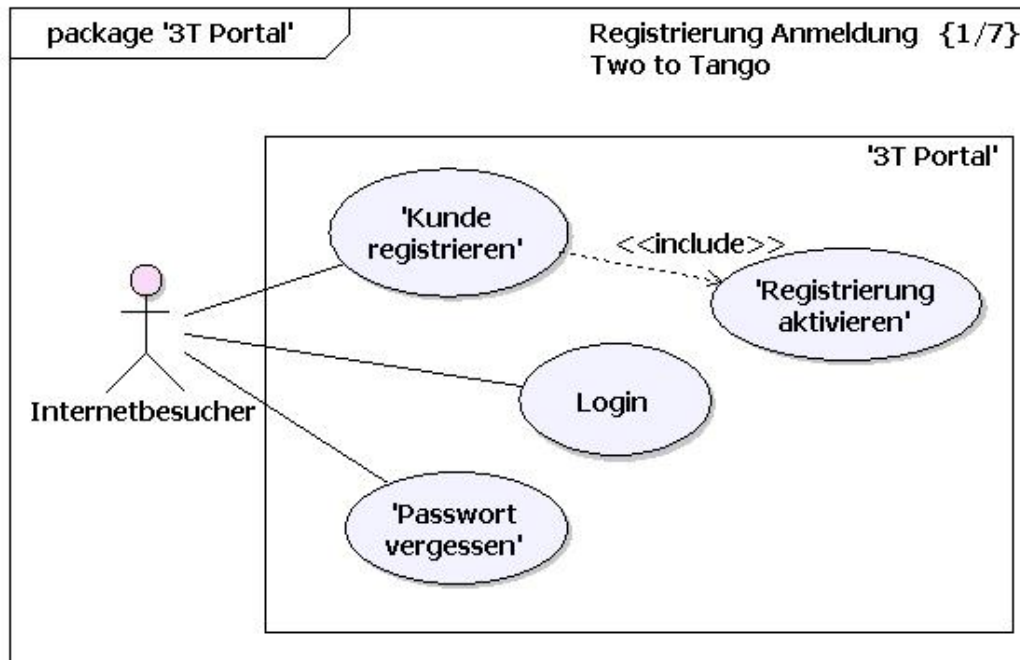 package '3T Portal'
Registrierung Anmeldung {1/7}
Two to Tango
'3T Portal'
'Kunde
registrieren'
<<include>>
'Registrierung
aktivieren'
Login
Internetbesucher
'Passwort
vergessen'